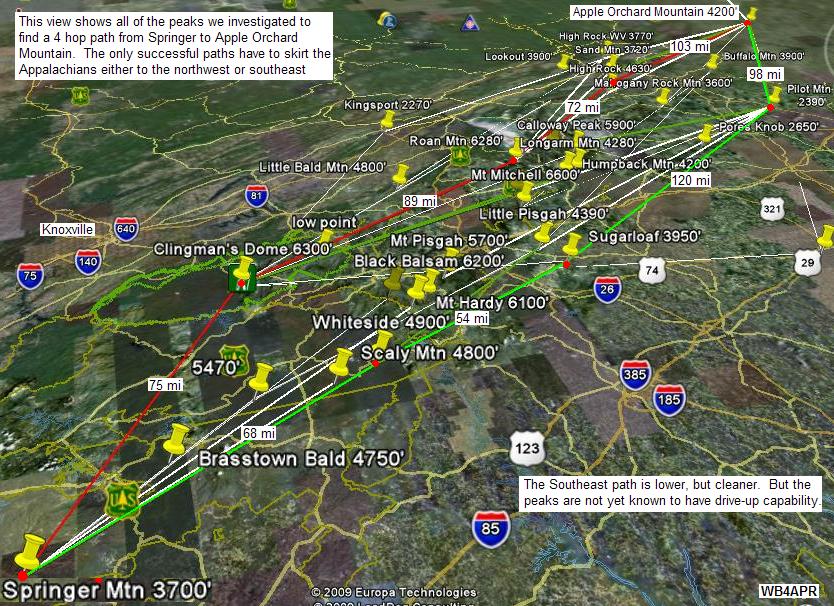 This view shows all of the peaks we investigated to
find a 4 hop path from Springer to Apple Orchard
Mountain. The only successful paths have to skirt the
Appalachians either to the northwest or southeast
Apple Orchard Mountain 4200'
High Rock WV 3770'
Sand Mtn 3720'
103 mi
Lookout 3900'
Buffalo Mtn 3900'
High Rock 4630'
98 mi
Mahogany Rock Mtn 3600'
Pilot Mtn
2390'
Kingsport 2270'
72 mi
Calloway Peak 5900'
Pores Knob 2650'
Roan Mtn 6280'
Longarm Mtn 4280'
Little Bald Mtn 4800'
Humpback Mtn 4200'
Mt Mitchell 6600'
120 mi
81
89 mi
321
low point
Little Pisgah 4390'
Knoxville
640
Clingman's Dome 6300'
Mt Pisgah 5700'
Sugarloaf 3950'
140
Black Balsam 6200'
74
29
75
26
Mt Hardy 6100'
Whiteside 4900'
54 mi
Scaly Mtn 4800'
5470'
75 mi
385
185
68 mi
123
Brasstown Bald 4750'
The Southeast path is lower, but cleaner. But the
peaks are not yet known to have drive-up capability.
US
85
Springer Mtn 3700'
© 2009 Europa Technologies
WB4APR